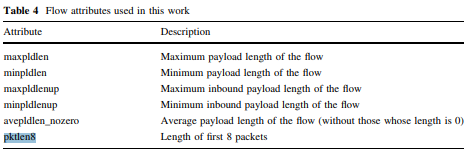 Table 4 Flow attributes used in this work
Attribute Description
maxpldlen Maximum payload length of the flow
minpldlen Minimum payload length of the flow
maxpldlenup Maximum inbound payload length of the flow
minpldlenup Minimum inbound payload length of the flow
avepldlen_nozero Average payload length of the flow (without those whose length is 0)
pktlen8 Length of first 8 packets